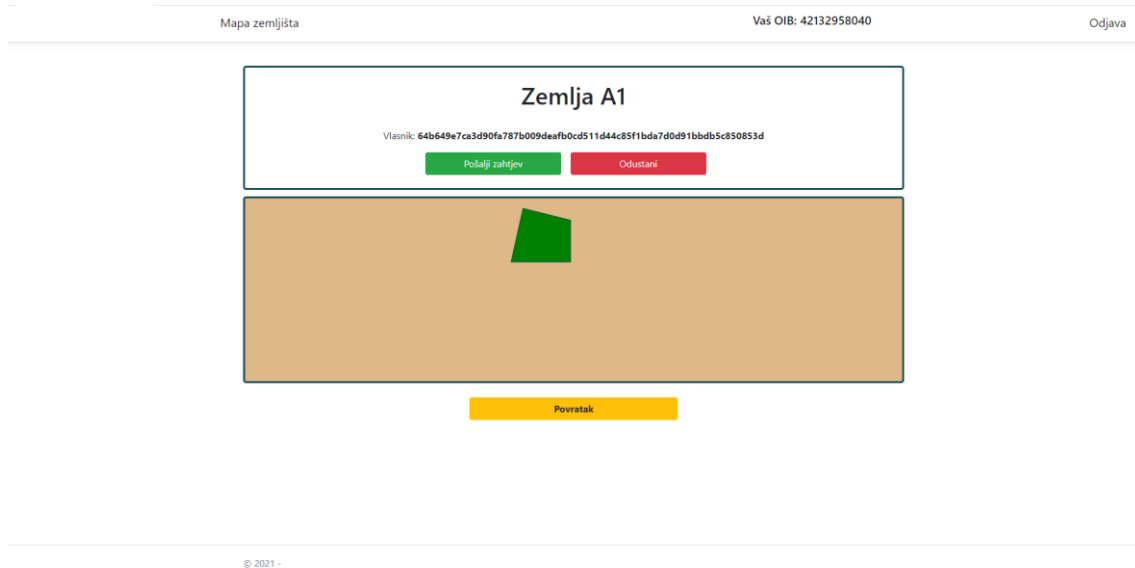 Mapa zemljišta Vaš OIB: 42132958040 Odjava
Zemlja A1
Vlasnik: 64b649e7ca3d90fa787b009deafb0cd511d44c85f1bda7d0d91bbdb5c850853d
Pošalji zahtjev Odustani
Povratak
© 2021 -